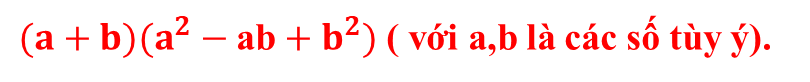 (a + b)(a² − ab + b²) ( với a,b là các số tùy ý).